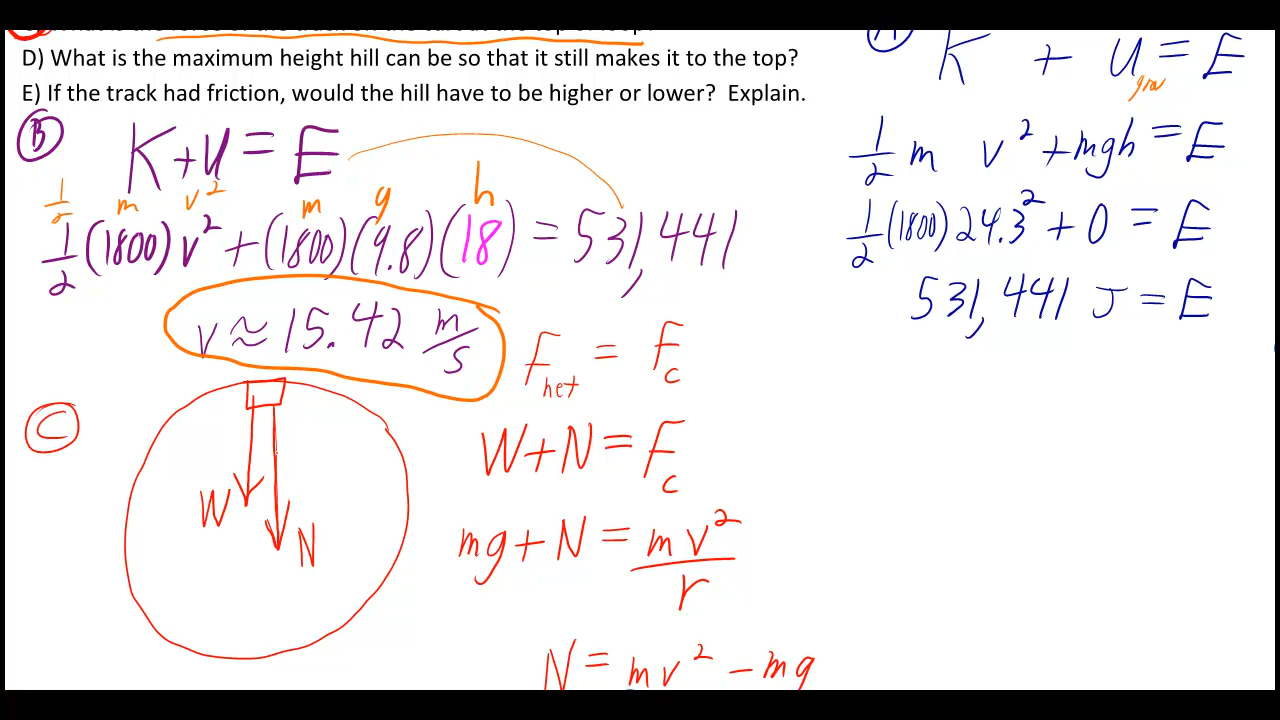 D) What is the maximum height hill can be so that it still makes it to the top?
E) If the track had friction, would the hill have to be higher or lower? Explain.
A
K + U = E
grav
1/2 m v² + mgh = E
1/2 (1800) 24.3² + 0 = E
531,441 J = E
B
K + U = E
1/2 m v² m g h
1/2 (1800) v² + (1800) (9.8) (18) = 531,441
v ≈ 15.42 m/s
C
W
N
F_net = F_c
W + N = F_c
mg + N = mv²/r
N = mv² - mg